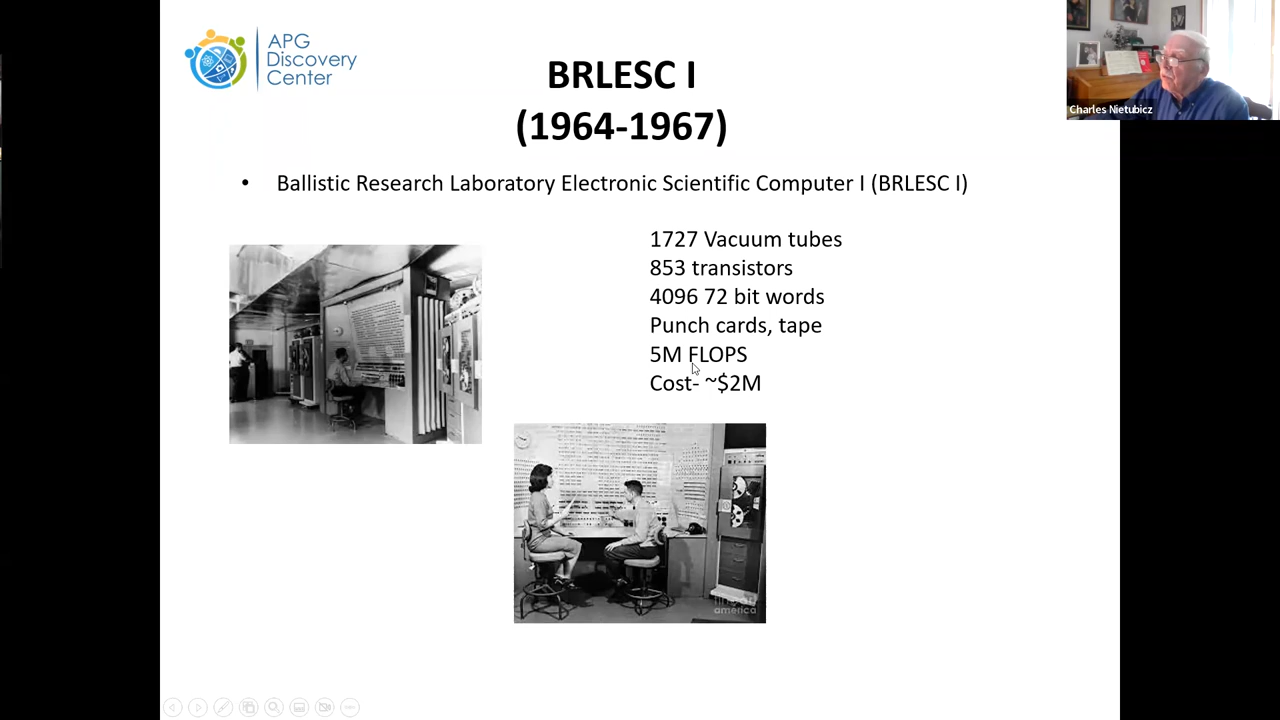 APG
Discovery
Center
BRLESC I
(1964-1967)
Charles Nietubicz
• Ballistic Research Laboratory Electronic Scientific Computer I (BRLESC I)
1727 Vacuum tubes
853 transistors
4096 72 bit words
Punch cards, tape
5M FLOPS
Cost- ~$2M
america